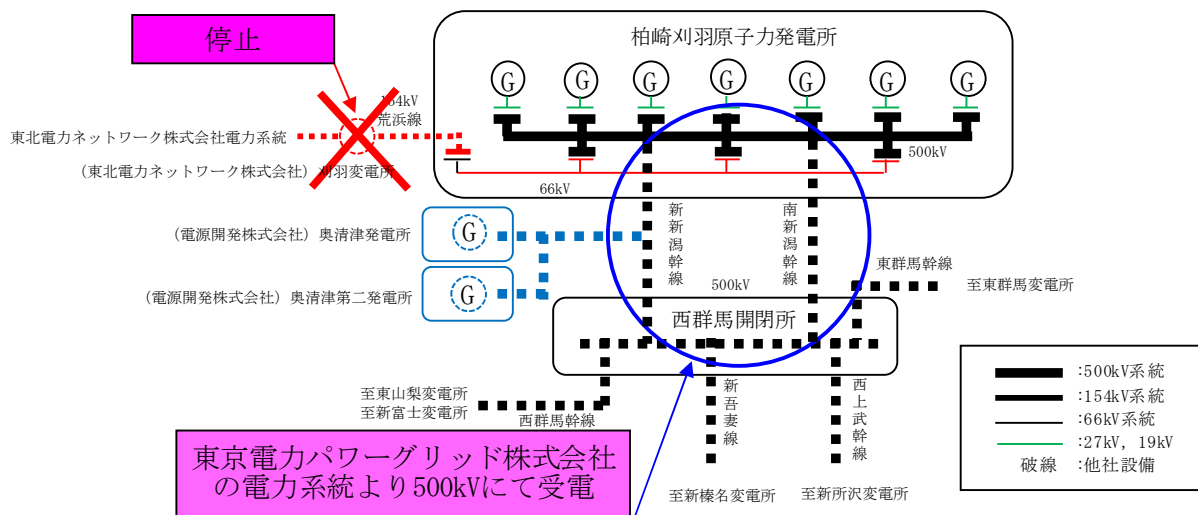 停止
柏崎刈羽原子力発電所
G G G G G G G
154kV
荒浜線
東北電力ネットワーク株式会社電力系統
(東北電力ネットワーク株式会社)刈羽変電所
500kV
66kV
(電源開発株式会社)奥清津発電所
G
(電源開発株式会社)奥清津第二発電所
G
新新潟幹線
南新潟幹線
500kV
東群馬幹線
至東群馬変電所
西群馬開閉所
至東山梨変電所
至新富士変電所
西群馬幹線
新吾妻線
西上武幹線
東京電力パワーグリッド株式会社
の電力系統より500kVにて受電
至新榛名変電所
至新所沢変電所
:500kV系統
:154kV系統
:66kV系統
:27kV, 19kV
破線 :他社設備